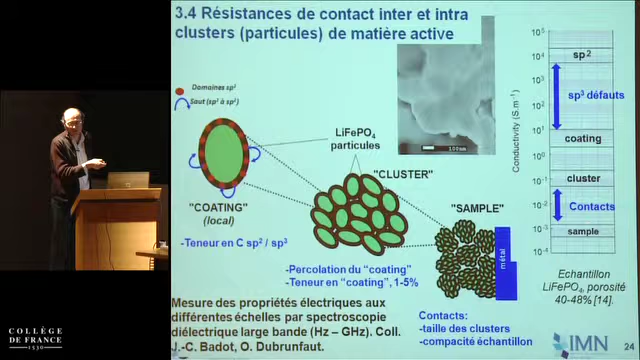 3.4 Résistances de contact inter et intra
clusters (particules) de matière active
Domaines sp²
Saut (sp² à sp²)
LiFePO₄
particules
"COATING"
(local)
-Teneur en C sp² / sp³
"CLUSTER"
-Percolation du "coating"
-Teneur en "coating", 1-5%
"SAMPLE"
métal
Contacts:
-taille des clusters
-compacité échantillon
Mesure des propriétés électriques aux
différentes échelles par spectroscopie
diélectrique large bande (Hz – GHz). Coll.
J.-C. Badot, O. Dubrunfaut.
Conductivity (S.m⁻¹)
10⁵
10⁴
10³
10²
10¹
10⁰
10⁻¹
10⁻²
10⁻³
10⁻⁴
sp²
sp³ défauts
coating
cluster
Contacts
sample
Echantillon
LiFePO₄, porosité
40-48% [14].
COLLÈGE
DE FRANCE
1530
IMN
24